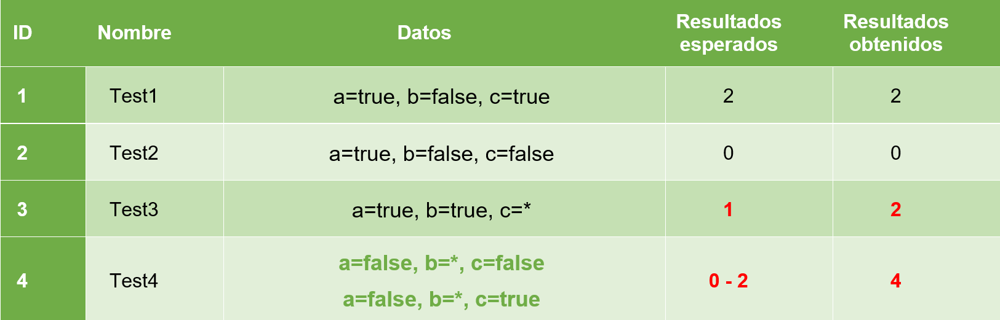 ID Nombre Datos Resultados esperados Resultados obtenidos
1 Test1 a=true, b=false, c=true 2 2
2 Test2 a=true, b=false, c=false 0 0
3 Test3 a=true, b=true, c=* 1 2
4 Test4 a=false, b=*, c=false 0 - 2 4
a=false, b=*, c=true